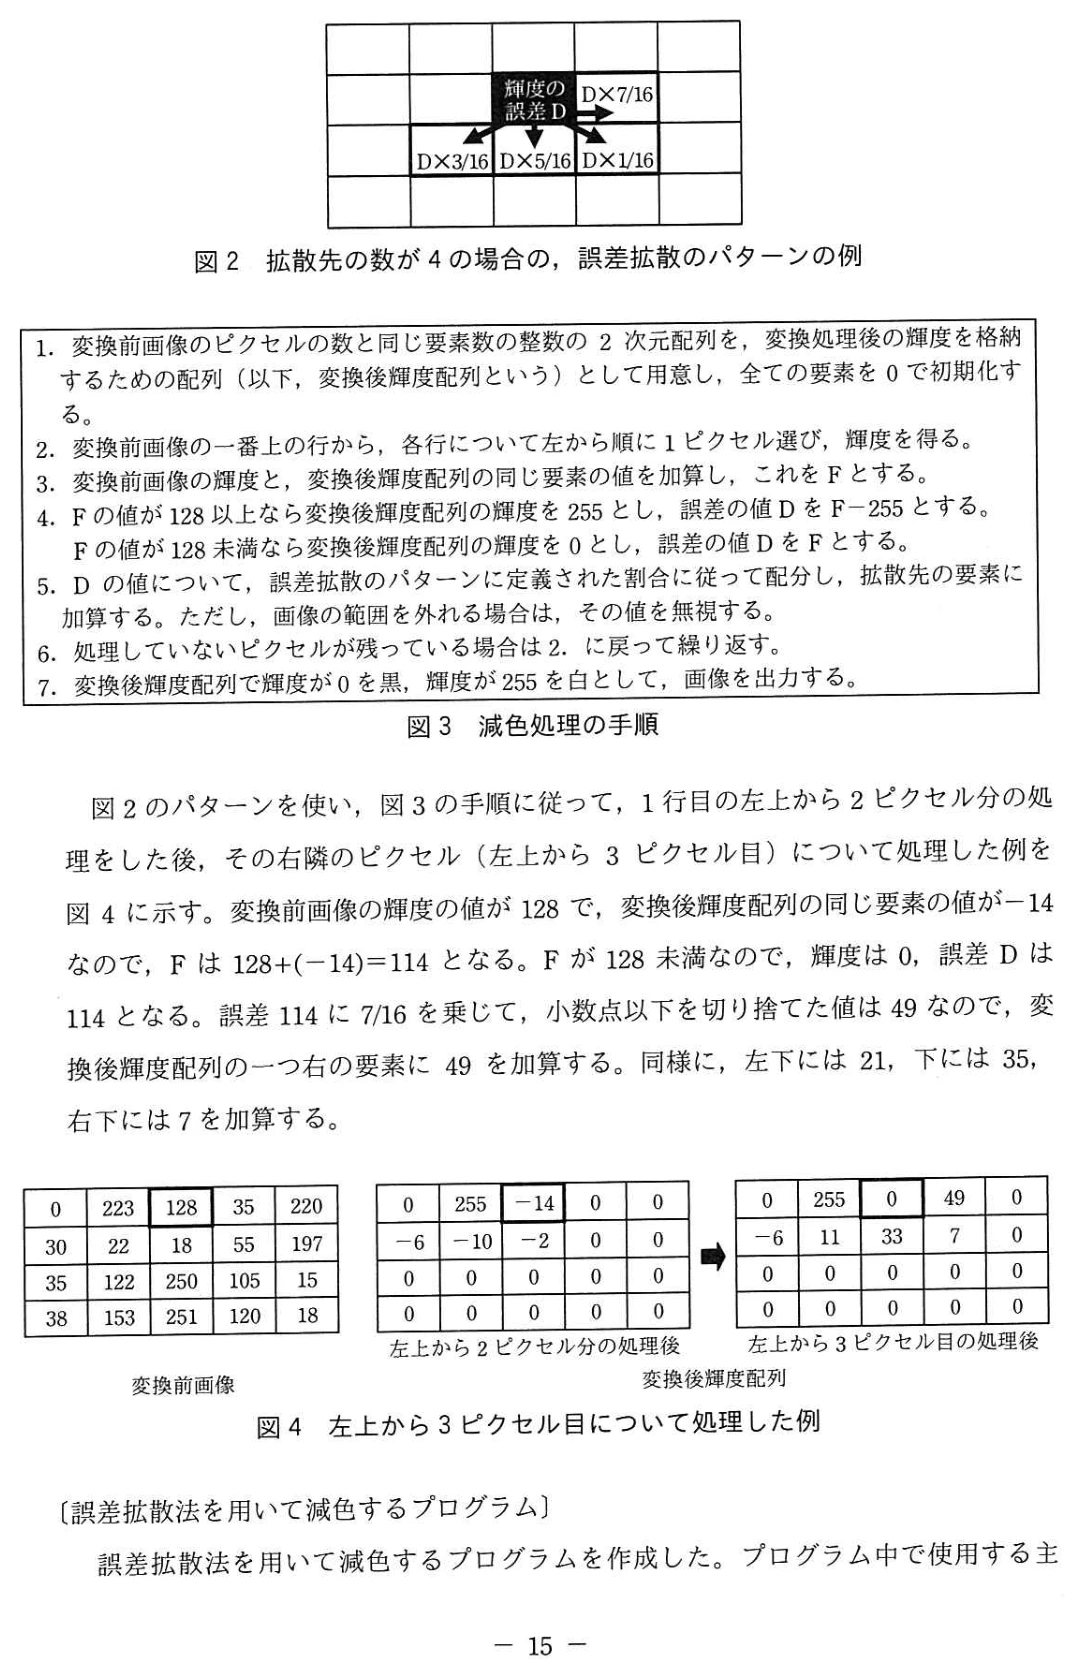 輝度の
誤差 D
D×7/16
D×3/16 D×5/16 D×1/16
図2 拡散先の数が4の場合の，誤差拡散のパターンの例
1. 変換前画像のピクセルの数と同じ要素数の整数の 2 次元配列を，変換処理後の輝度を格納
するための配列（以下，変換後輝度配列という）として用意し，全ての要素を 0 で初期化す
る。
2. 変換前画像の一番上の行から，各行について左から順に1ピクセル選び，輝度を得る。
3. 変換前画像の輝度と，変換後輝度配列の同じ要素の値を加算し，これを F とする。
4. F の値が 128 以上なら変換後輝度配列の輝度を 255 とし，誤差の値 D を F−255 とする。
F の値が 128 未満なら変換後輝度配列の輝度を 0 とし，誤差の値 D を F とする。
5. D の値について，誤差拡散のパターンに定義された割合に従って配分し，拡散先の要素に
加算する。ただし，画像の範囲を外れる場合は，その値を無視する。
6. 処理していないピクセルが残っている場合は2. に戻って繰り返す。
7. 変換後輝度配列で輝度が 0 を黒，輝度が 255 を白として，画像を出力する。
図3 減色処理の手順
図2のパターンを使い，図3の手順に従って，1行目の左上から2ピクセル分の処
理をした後，その右隣のピクセル（左上から 3 ピクセル目）について処理した例を
図 4 に示す。変換前画像の輝度の値が 128 で，変換後輝度配列の同じ要素の値が−14
なので，F は 128+(−14)=114 となる。F が 128 未満なので，輝度は 0，誤差 D は
114 となる。誤差 114 に 7/16 を乗じて，小数点以下を切り捨てた値は 49 なので，変
換後輝度配列の一つ右の要素に 49 を加算する。同様に，左下には 21，下には 35，
右下には 7 を加算する。
0 223 128 35 220
30 22 18 55 197
35 122 250 105 15
38 153 251 120 18
変換前画像
0 255 −14 0 0
−6 −10 −2 0 0
0 0 0 0 0
0 0 0 0 0
左上から2ピクセル分の処理後
0 255 0 49 0
−6 11 33 7 0
0 0 0 0 0
0 0 0 0 0
左上から3ピクセル目の処理後
変換後輝度配列
図4 左上から3ピクセル目について処理した例
〔誤差拡散法を用いて減色するプログラム〕
誤差拡散法を用いて減色するプログラムを作成した。プログラム中で使用する主
− 15 −